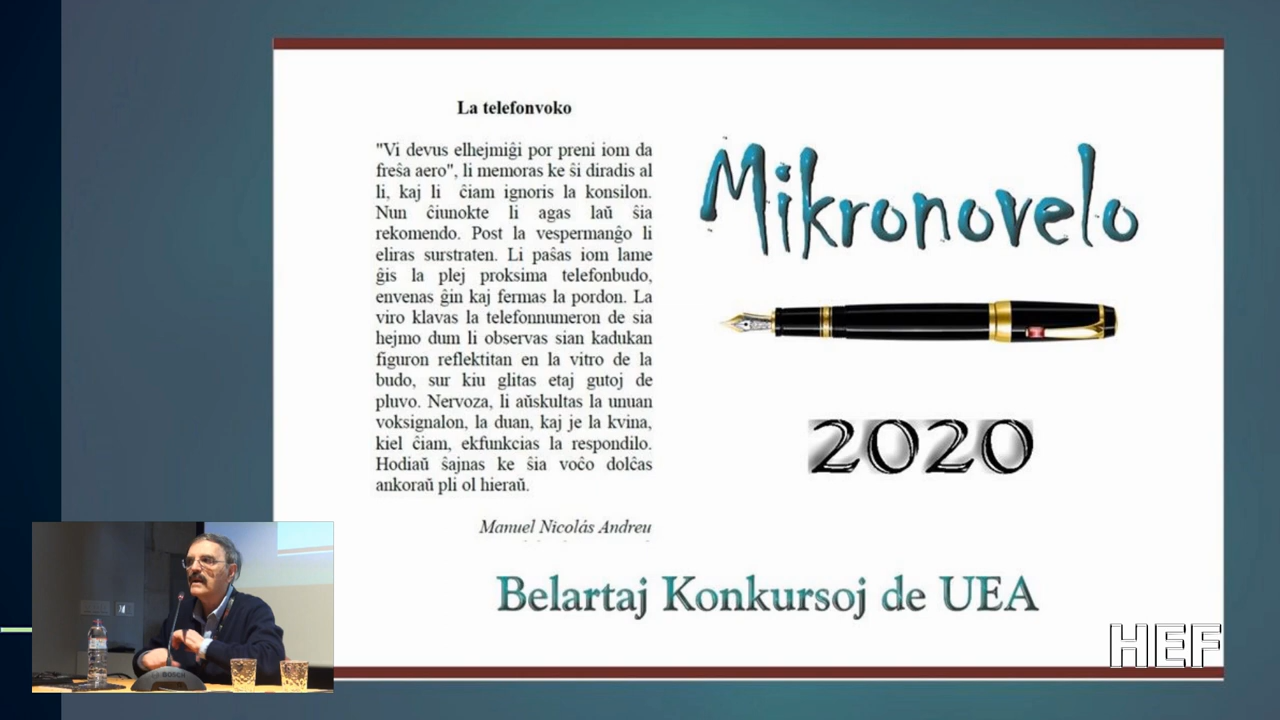 La telefonvoko
"Vi devus elhejmiĝi por preni iom da
freŝa aero", li memoras ke ŝi diradis al
li, kaj li ĉiam ignoris la konsilon.
Nun ĉiunokte li agas laŭ ŝia
rekomendo. Post la vespermanĝo li
eliras surstraten. Li paŝas iom lame
ĝis la plej proksima telefonbudo,
envenas ĝin kaj fermas la pordon. La
viro klavas la telefonnumeron de sia
hejmo dum li observas sian kadukan
figuron reflektitan en la vitro de la
budo, sur kiu glitas etaj gutoj de
pluvo. Nervoza, li aŭskultas la unuan
voksignalon, la duan, kaj je la kvina,
kiel ĉiam, ekfunkcias la respondilo.
Hodiaŭ ŝajnas ke ŝia voĉo dolĉas
ankoraŭ pli ol hieraŭ.
Manuel Nicolás Andreu
Mikronovelo
2020
Belartaj Konkursoj de UEA
HEF
BOSCH